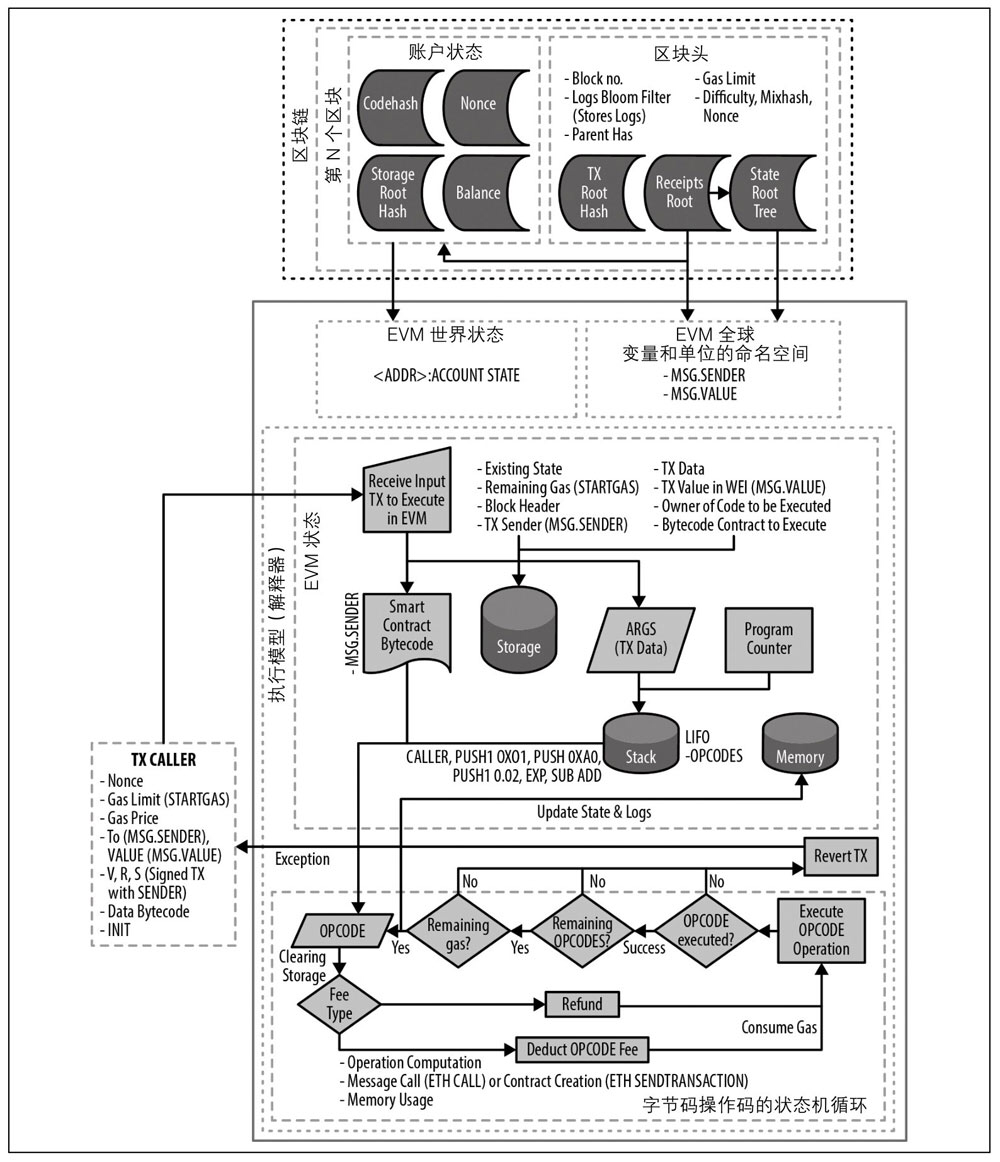 区块链
第 N 个区块
账户状态
Codehash
Nonce
Storage
Root
Hash
Balance
区块头
- Block no.
- Logs Bloom Filter
(Stores Logs)
- Parent Has
- Gas Limit
- Difficulty, Mixhash,
Nonce
TX
Root
Hash
Receipts
Root
State
Root
Tree
EVM 世界状态
<ADDR>:ACCOUNT STATE
EVM 全球
变量和单位的命名空间
- MSG.SENDER
- MSG.VALUE
执行模型（解释器）
EVM 状态
Receive Input
TX to Execute
in EVM
- Existing State
- Remaining Gas (STARTGAS)
- Block Header
- TX Sender (MSG.SENDER)
- TX Data
- TX Value in WEI (MSG.VALUE)
- Owner of Code to be Executed
- Bytecode Contract to Execute
- MSG.SENDER
Smart
Contract
Bytecode
Storage
ARGS
(TX Data)
Program
Counter
Stack
LIFO
-OPCODES
Memory
CALLER, PUSH1 0X01, PUSH 0XA0,
PUSH1 0.02, EXP, SUB ADD
Update State & Logs
TX CALLER
- Nonce
- Gas Limit (STARTGAS)
- Gas Price
- To (MSG.SENDER),
VALUE (MSG.VALUE)
- V, R, S (Signed TX
with SENDER)
- Data Bytecode
- INIT
Exception
Revert TX
No
No
No
OPCODE
Yes
Remaining
gas?
Yes
Remaining
OPCODES?
Success
OPCODE
executed?
Execute
OPCODE
Operation
Clearing
Storage
Fee
Type
Refund
Consume Gas
Deduct OPCODE Fee
- Operation Computation
- Message Call (ETH CALL) or Contract Creation (ETH SENDTRANSACTION)
- Memory Usage
字节码操作码的状态机循环